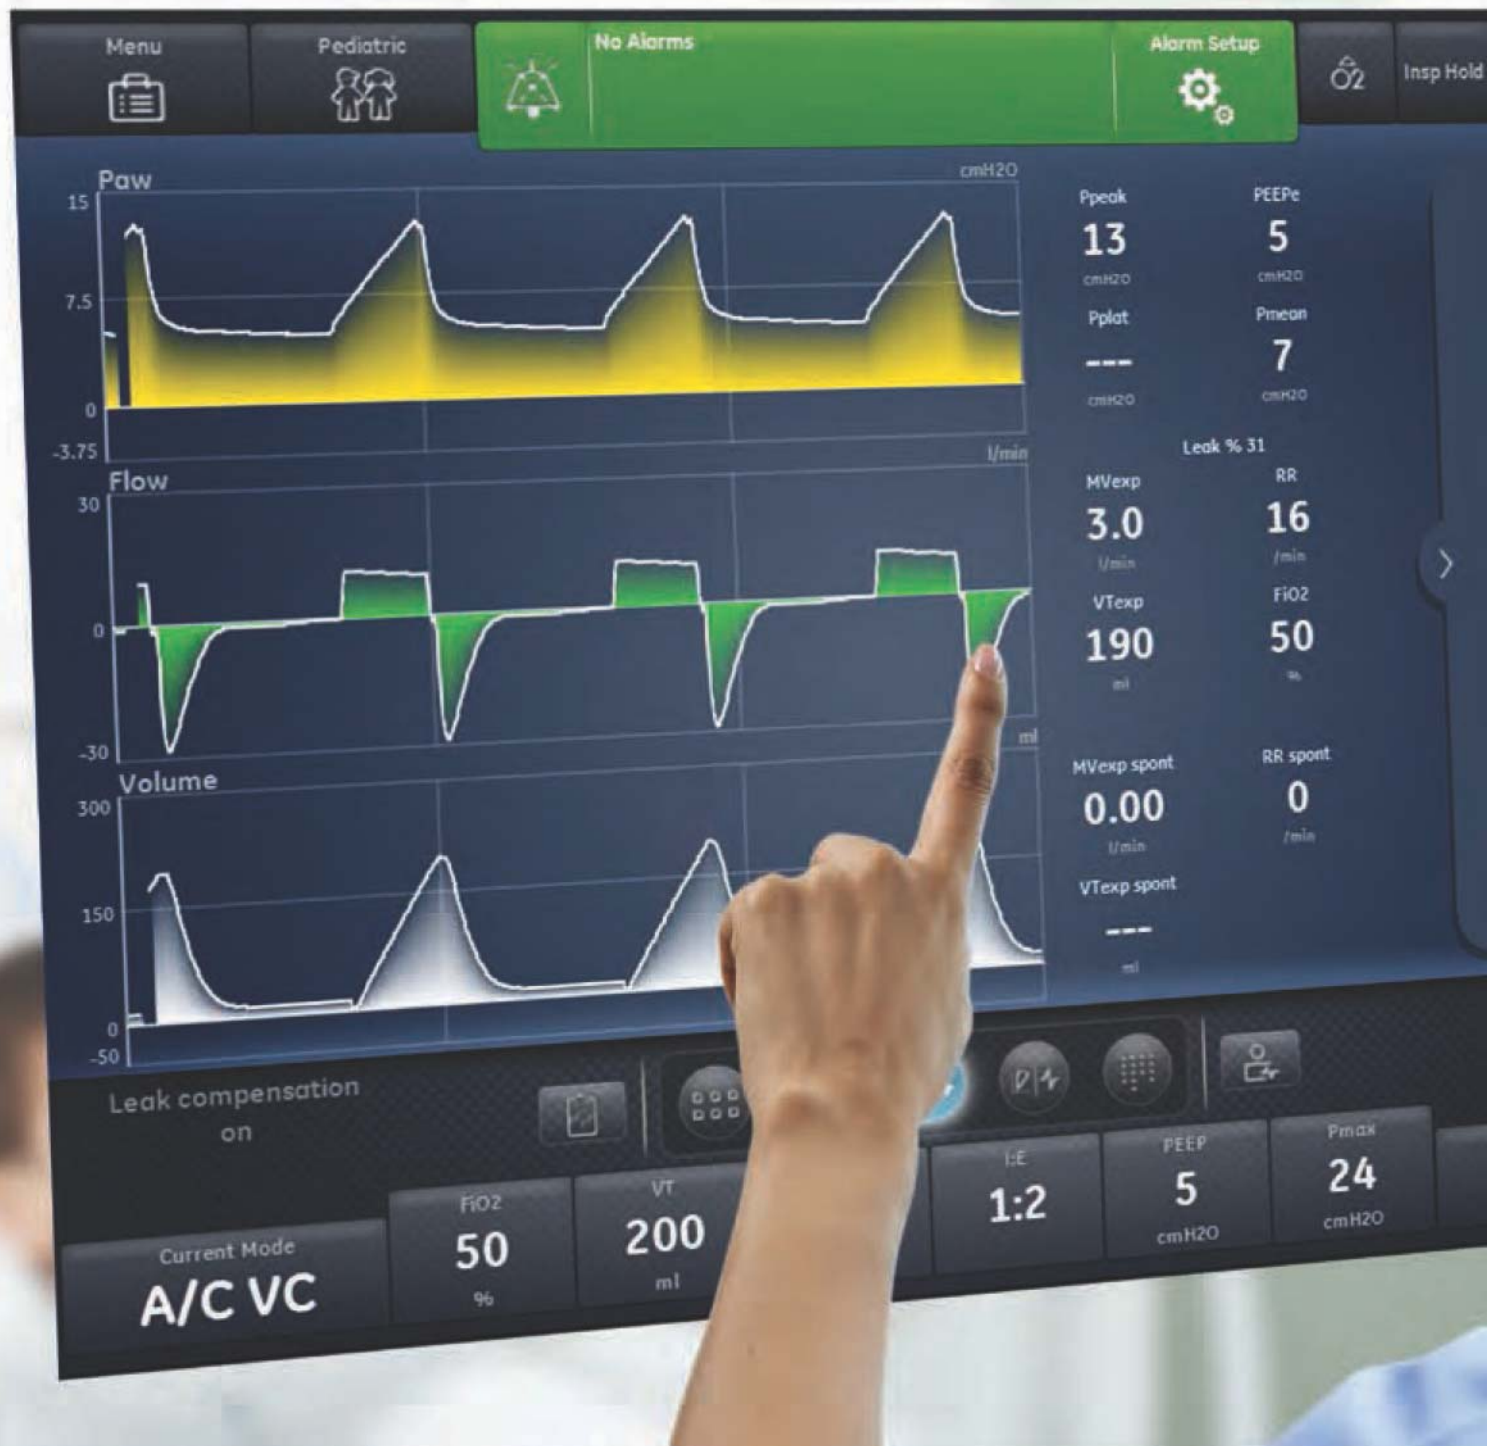 Menu
Pediatric
No Alarms
Alarm Setup
O2
Insp Hold
Paw
cmH2O
15
7.5
0
-3.75
Flow
l/min
30
0
-30
Volume
ml
300
150
0
-50
Ppeak
13
cmH2O
PEEPe
5
cmH2O
Pplat
---
cmH2O
Pmean
7
cmH2O
Leak % 31
MVexp
3.0
l/min
RR
16
/min
VTexp
190
ml
FiO2
50
%
MVexp spont
0.00
l/min
RR spont
0
/min
VTexp spont
---
ml
Leak compensation
on
Current Mode
A/C VC
FiO2
50
%
VT
200
ml
I:E
1:2
PEEP
5
cmH2O
Pmax
24
cmH2O